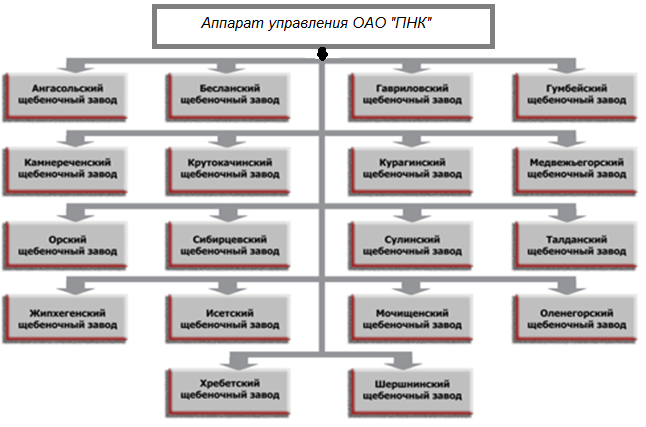 Аппарат управления ОАО "ПНК"
Ангасольский
щебеночный завод
Бесланский
щебеночный завод
Гавриловский
щебеночный завод
Гумбейский
щебеночный завод
Камнереченский
щебеночный завод
Крутокачинский
щебеночный завод
Курагинский
щебеночный завод
Медвежьегорский
щебеночный завод
Орский
щебеночный завод
Сибирцевский
щебеночный завод
Сулинский
щебеночный завод
Талданский
щебеночный завод
Жипхегенский
щебеночный завод
Исетский
щебеночный завод
Мочищенский
щебеночный завод
Оленегорский
щебеночный завод
Хребетский
щебеночный завод
Шершнинский
щебеночный завод